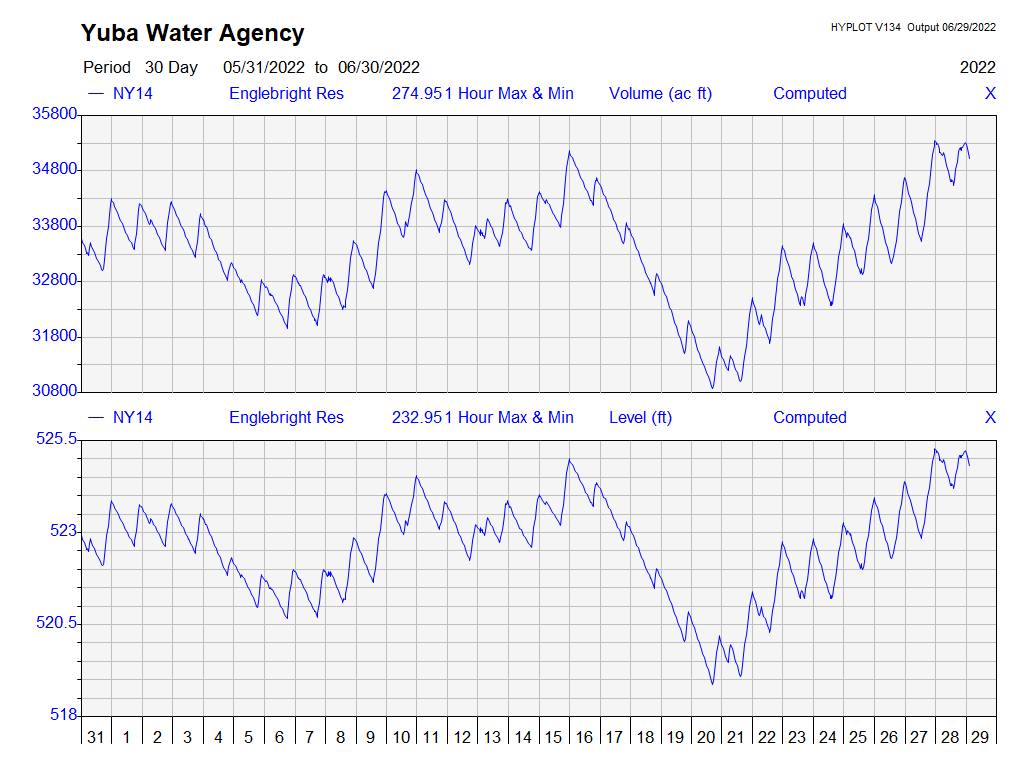 Yuba Water Agency
HYPLOT V134 Output 06/29/2022
Period 30 Day 05/31/2022 to 06/30/2022
2022
NY14 Englebright Res 274.951 Hour Max & Min Volume (ac ft) Computed X
35800
34800
33800
32800
31800
30800
NY14 Englebright Res 232.951 Hour Max & Min Level (ft) Computed X
525.5
523
520.5
518
31 1 2 3 4 5 6 7 8 9 10 11 12 13 14 15 16 17 18 19 20 21 22 23 24 25 26 27 28 29